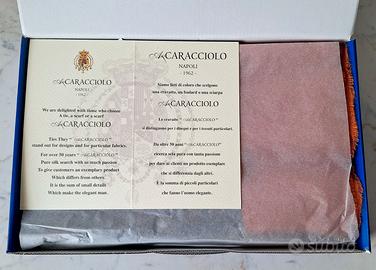 CARACCIOLO
NAPOLI
1962
We are delighted with those who choose
A tie, a scarf or a scarf
CARACCIOLO
Ties They " CARACCIOLO "
stand out for designs and for particular fabrics.
For over 50 years " CARACCIOLO "
Pure silk search with so much passion
To give customers an exemplary product
Which differs from others.
It is the sum of small details
Which make the elegant man.
CARACCIOLO
NAPOLI
- 1962 -
Siamo lieti di coloro che scelgono
una cravatta, un foulard o una sciarpa
CARACCIOLO
Le cravatte " CARACCIOLO "
si distinguono per i disegni e per i tessuti particolari.
Da oltre 50 anni " CARACCIOLO "
ricerca seta pura con tanta passione
per dare ai clienti un prodotto esemplare
che si differenzia dagli altri.
È la somma di piccoli particolari
che fanno l'uomo elegante.
subito